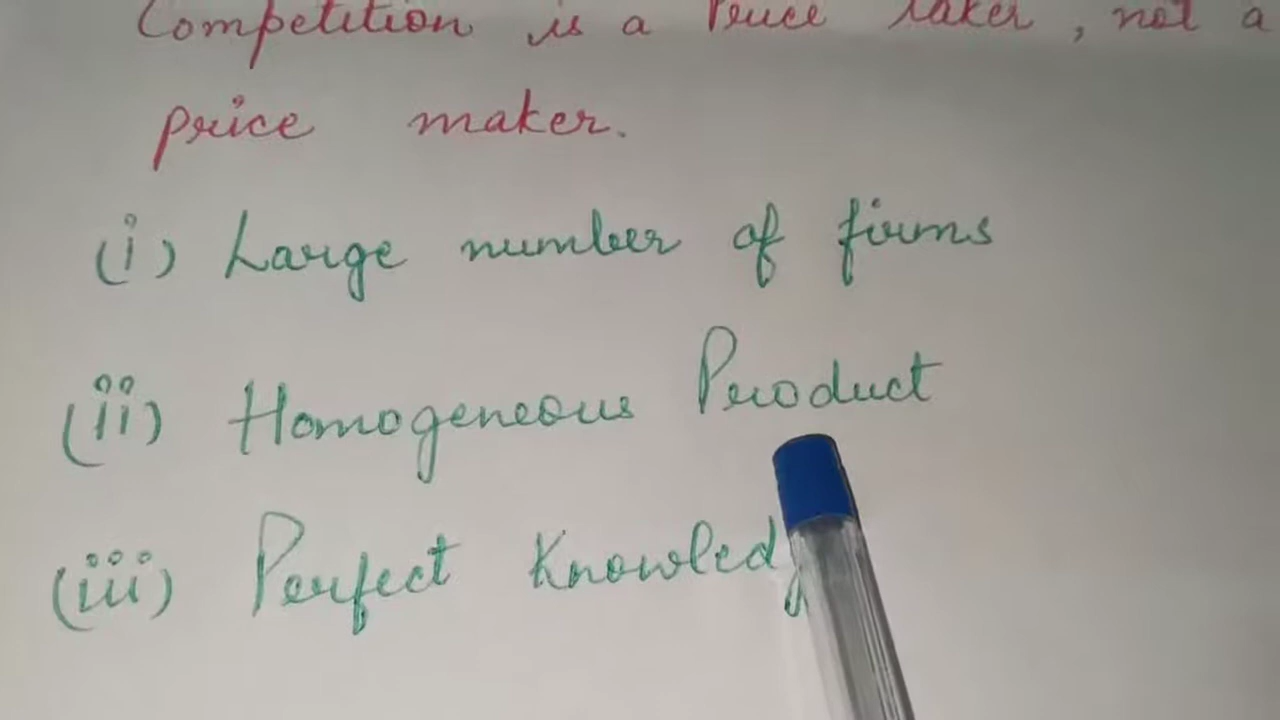 Competition is a Price taker, not a
price maker.
(i) Large number of firms
(ii) Homogeneous Product
(iii) Perfect Knowled